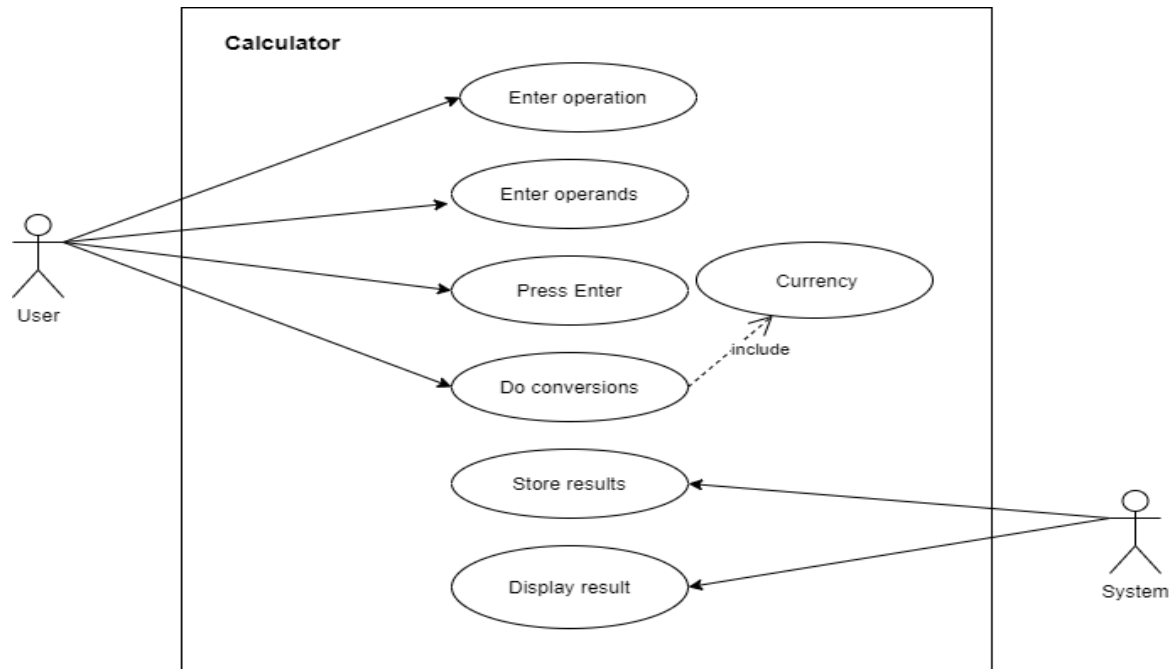 Calculator
Enter operation
Enter operands
Press Enter
Currency
User
include
Do conversions
Store results
Display result
System